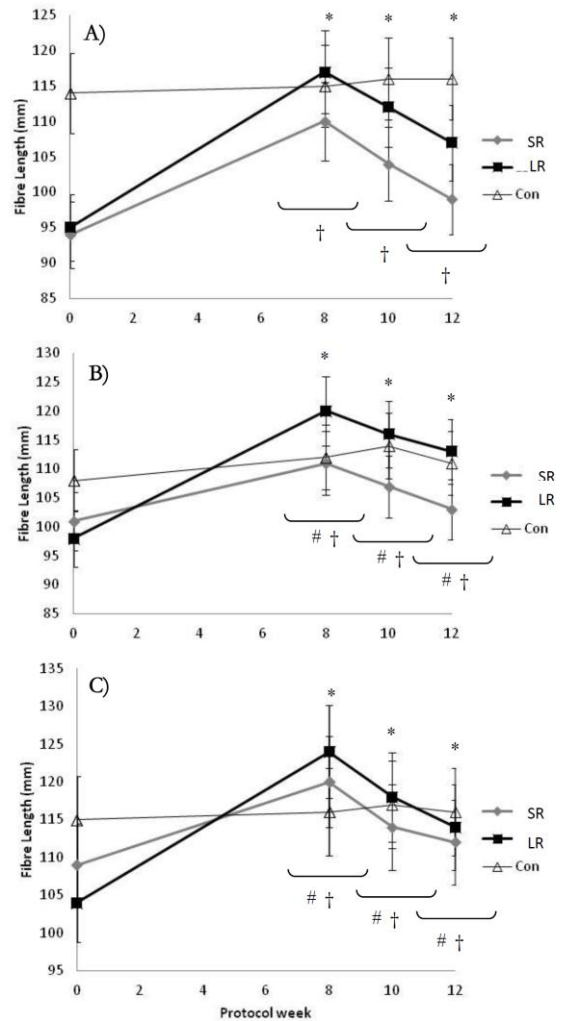 A)
Fibre Length (mm)
125
120
115
110
105
100
95
90
85
* * *
† † †
0 2 4 6 8 10 12
SR
LR
Con
B)
Fibre Length (mm)
130
125
120
115
110
105
100
95
90
85
* * *
# † # † # †
0 2 4 6 8 10 12
SR
LR
Con
C)
Fibre Length (mm)
135
130
125
120
115
110
105
100
95
* * *
# † # † # †
0 2 4 6 8 10 12
Protocol week
SR
LR
Con